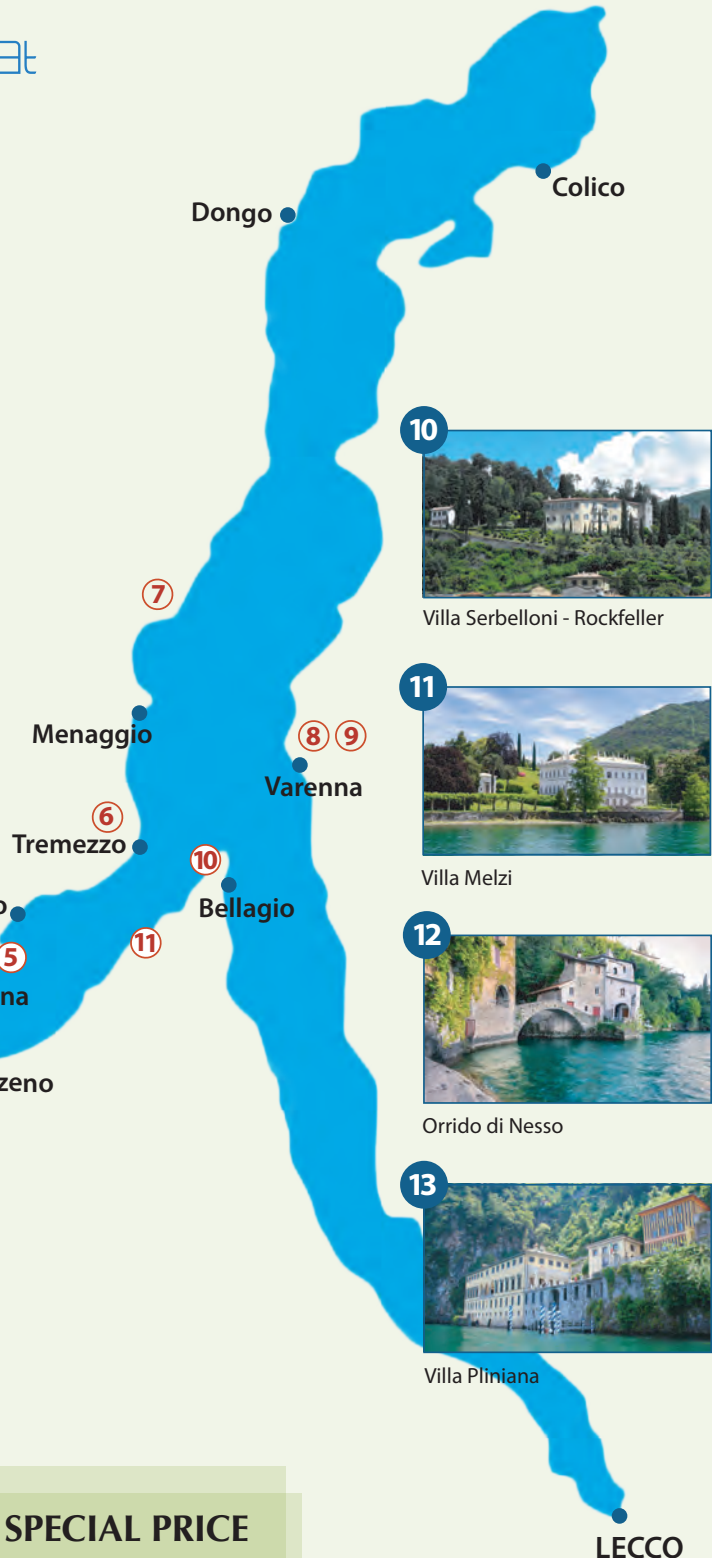 Colico
Dongo
10
Villa Serbelloni - Rockfeller
7
11
Menaggio
8 9
Varenna
6
Tremezzo
10
Bellagio
Villa Melzi
11
5
12
Orrido di Nesso
13
Villa Pliniana
SPECIAL PRICE
LECCO